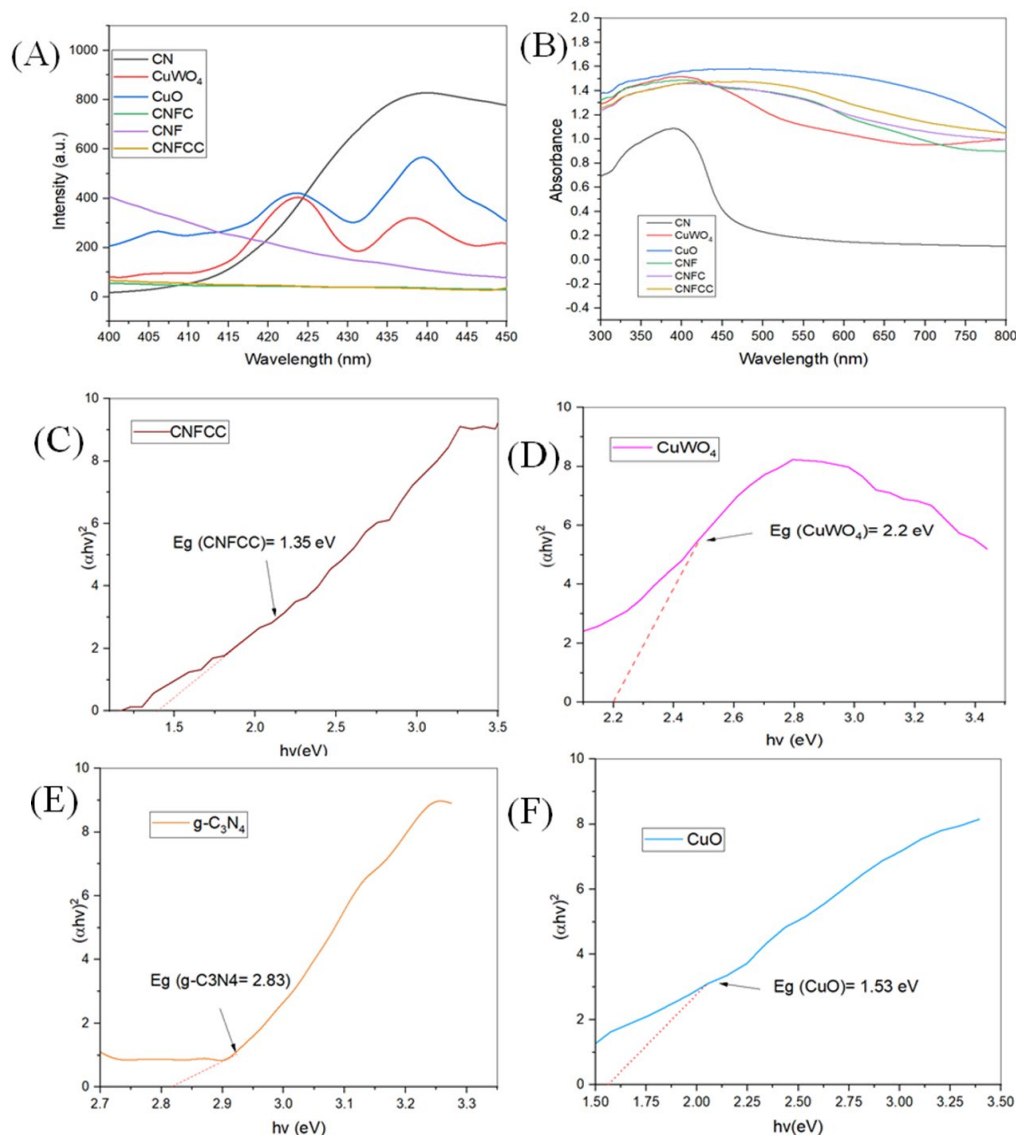 (A)
1000
800
600
400
200
0
Intensity (a.u.)
CN
CuWO₄
CuO
CNFC
CNF
CNFCC
400 405 410 415 420 425 430 435 440 445 450
Wavelength (nm)
(B)
2.0
1.8
1.6
1.4
1.2
1.0
0.8
0.6
0.4
0.2
0.0
-0.2
-0.4
Absorbance
CN
CuWO₄
CuO
CNF
CNFC
CNFCC
300 350 400 450 500 550 600 650 700 750 800
Wavelength (nm)
(C)
10
8
6
4
2
0
(αhv)²
CNFCC
Eg (CNFCC)= 1.35 eV
1.5 2.0 2.5 3.0 3.5
hv(eV)
(D)
10
8
6
4
2
0
(αhv)²
CuWO₄
Eg (CuWO₄)= 2.2 eV
2.2 2.4 2.6 2.8 3.0 3.2 3.4
hv (eV)
(E)
10
8
6
4
2
0
(αhv)²
g-C₃N₄
Eg (g-C3N4= 2.83)
2.7 2.8 2.9 3.0 3.1 3.2 3.3
hv(eV)
(F)
10
8
6
4
2
0
(αhv)²
CuO
Eg (CuO)= 1.53 eV
1.50 1.75 2.00 2.25 2.50 2.75 3.00 3.25 3.50
hv(eV)